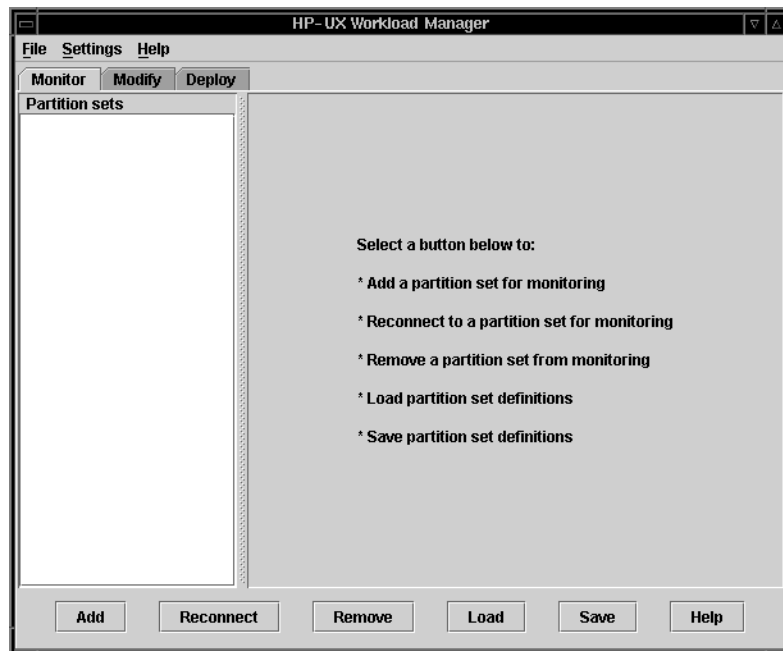 HP-UX Workload Manager
File Settings Help
Monitor Modify Deploy
Partition sets
Select a button below to:
* Add a partition set for monitoring
* Reconnect to a partition set for monitoring
* Remove a partition set from monitoring
* Load partition set definitions
* Save partition set definitions
Add Reconnect Remove Load Save Help